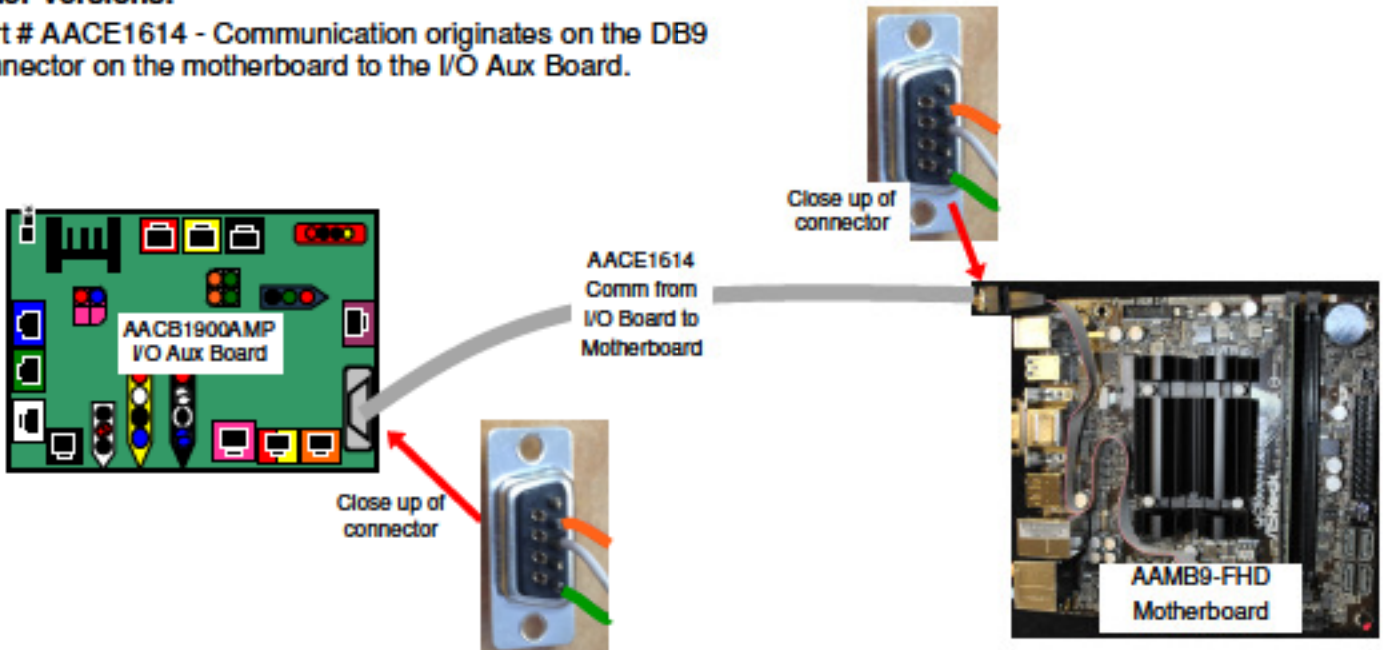 t # AACE1614 - Communication originates on the DB9
nnector on the motherboard to the I/O Aux Board.
Close up of
connector
AACE1614
Comm from
I/O Board to
Motherboard
AACB1900AMP
I/O Aux Board
Close up of
connector
AAMB9-FHD
Motherboard